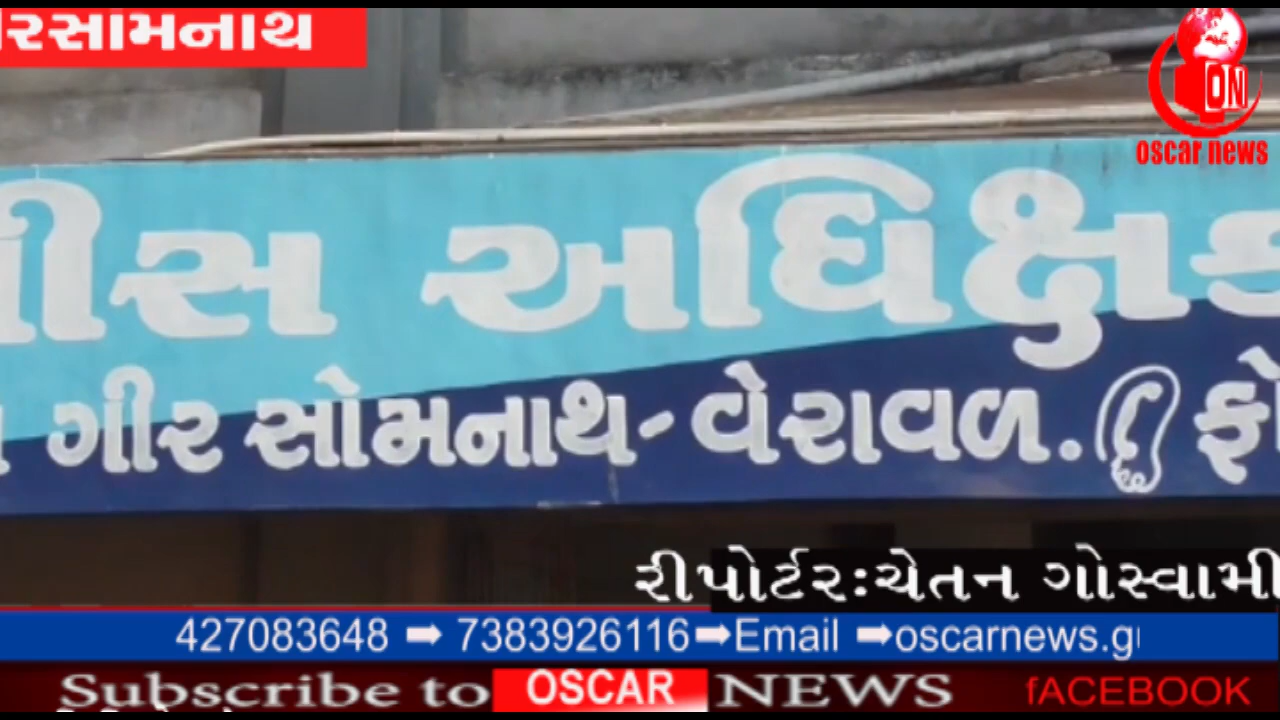 રસોમનાથ
ON
oscar news
ીસ અધિક્ષક
ગીર સોમનાથ-વેરાવળ.
રીપોર્ટર:ચેતન ગોસ્વામી
427083648 ➡ 7383926116➡Email ➡oscarnews.g
Subscribe to OSCAR NEWS fACEBOOK